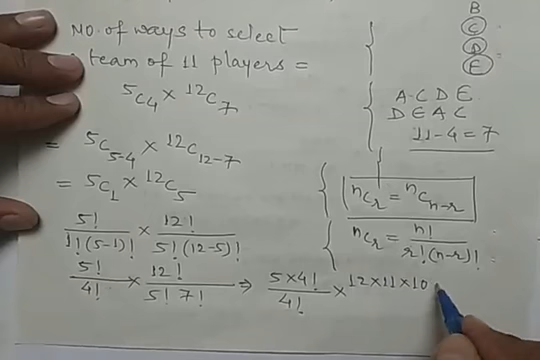 No. of ways to select
team of 11 players =
⁵C₄ × ¹²C₇
= ⁵C₅₋₄ × ¹²C₁₂₋₇
= ⁵C₁ × ¹²C₅
5! / 1!(5-1)! × 12! / 5!(12-5)!
5! / 4! × 12! / 5! 7! ⇒ 5×4! / 4! × 12×11×10
B
C
D
E
A C D E
D E A C
11-4=7
ⁿCᵣ = ⁿCₙ₋ᵣ
ⁿCᵣ = n! / r!(n-r)!